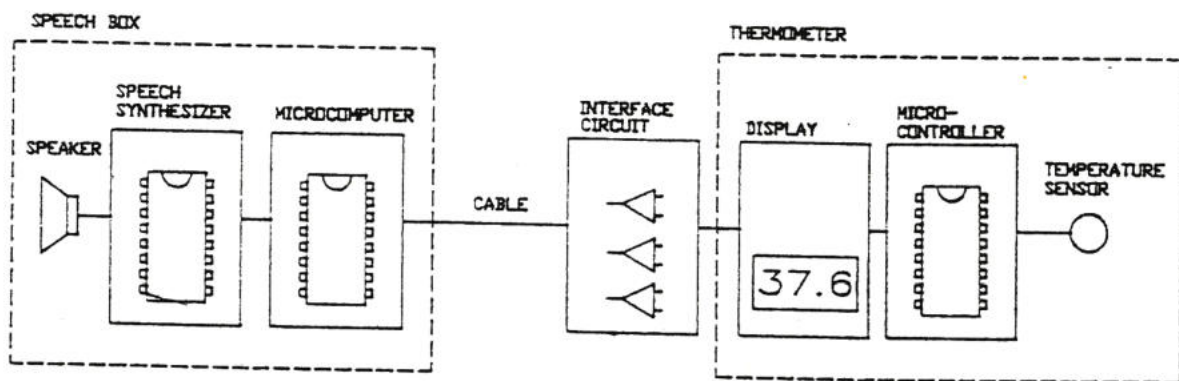 SPEECH BOX
SPEECH
SYNTHESIZER
MICROCOMPUTER
SPEAKER
CABLE
INTERFACE
CIRCUIT
THERMOMETER
DISPLAY
MICRO-
CONTROLLER
TEMPERATURE
SENSOR
37.6